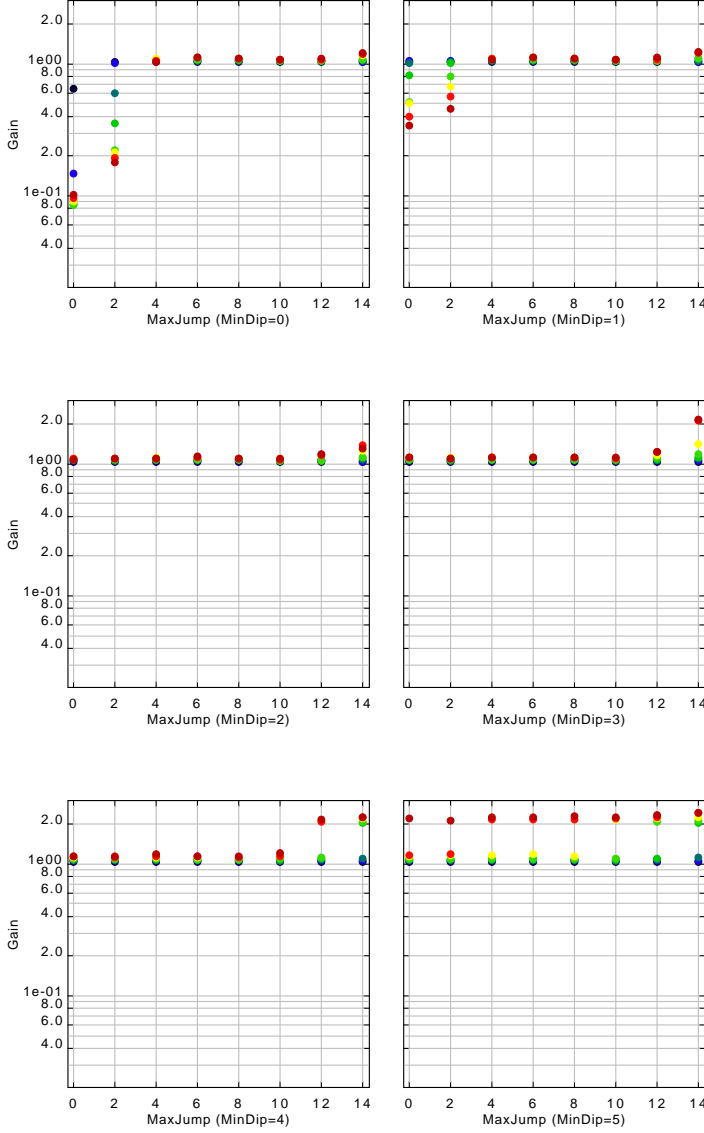 2.0
1e00
8.0
6.0
4.0
Gain
2.0
1e-01
8.0
6.0
4.0
0 2 4 6 8 10 12 14
0 2 4 6 8 10 12 14
MaxJump (MinDip=0)
MaxJump (MinDip=1)
2.0
1e00
8.0
6.0
4.0
Gain
2.0
1e-01
8.0
6.0
4.0
0 2 4 6 8 10 12 14
0 2 4 6 8 10 12 14
MaxJump (MinDip=2)
MaxJump (MinDip=3)
2.0
1e00
8.0
6.0
4.0
Gain
2.0
1e-01
8.0
6.0
4.0
0 2 4 6 8 10 12 14
0 2 4 6 8 10 12 14
MaxJump (MinDip=4)
MaxJump (MinDip=5)